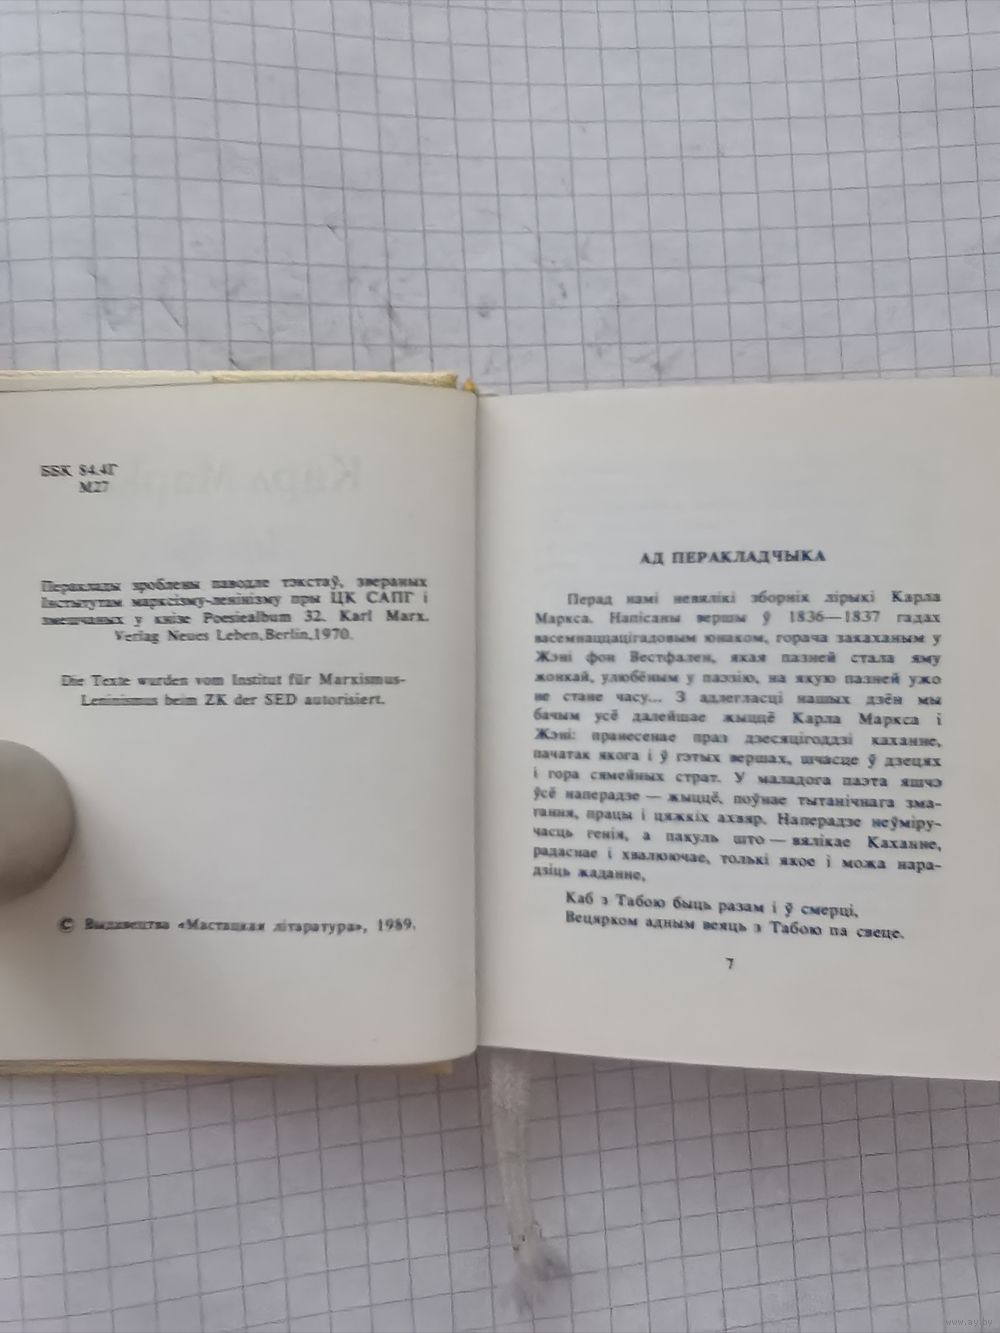 ББК 84.4Г
М27
Пераклады зроблены паводле тэкстаў, звераных
Інстытутам марксізму-ленінізму пры ЦК САПГ і
змешчаных у кнізе Poesiealbum 32. Karl Marx.
Verlag Neues Leben, Berlin, 1970.
Die Texte wurden vom Institut für Marxismus-
Leninismus beim ZK der SED autorisiert.
© Выдавецтва «Мастацкая літаратура», 1989.
АД ПЕРАКЛАДЧЫКА
Перад намі невялікі зборнік лірыкі Карла
Маркса. Напісаны вершы ў 1836—1837 гадах
васемнаццацігадовым юнаком, горача закаханым у
Жэні фон Вестфален, якая пазней стала яму
жонкай, улюбёным у паэзію, на якую пазней ужо
не стане часу... З адлегласці нашых дзён мы
бачым усё далейшае жыццё Карла Маркса і
Жэні: пранесенае праз дзесяцігоддзі каханне,
пачатак якога і ў гэтых вершах, шчасце ў дзецях
і гора сямейных страт. У маладога паэта яшчэ
ўсё наперадзе — жыццё, поўнае тытанічнага зма-
гання, працы і цяжкіх ахвяр. Наперадзе неўміру-
часць генія, а пакуль што — вялікае Каханне,
радаснае і хвалюючае, толькі якое і можа нара-
дзіць жаданне,
Каб з Табою быць разам і ў смерці,
Вецярком адным веяць з Табою па свеце.
7
www.ay.by